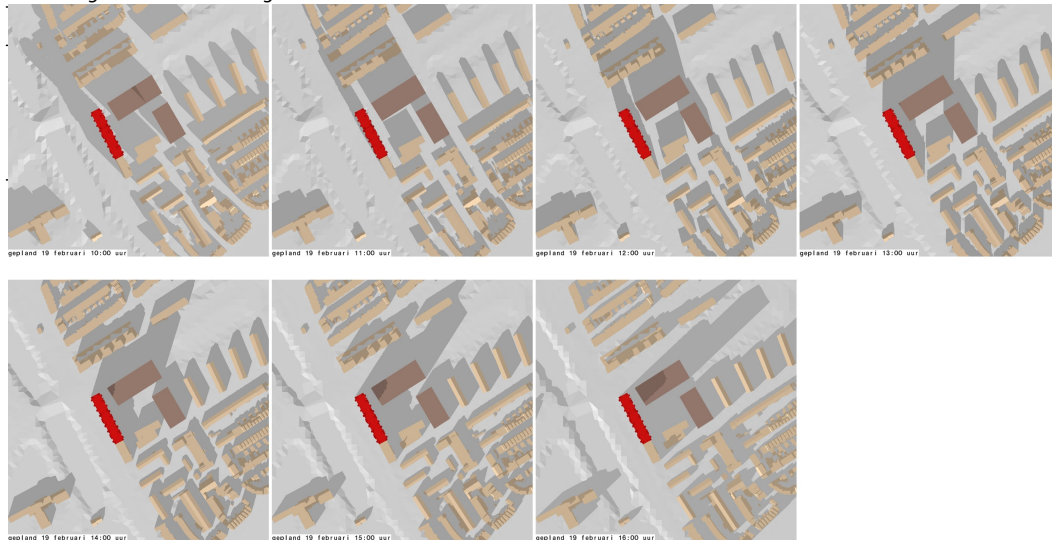 gepland 19 februari 10:00 uur
gepland 19 februari 11:00 uur
gepland 19 februari 12:00 uur
gepland 19 februari 13:00 uur
gepland 19 februari 14:00 uur
gepland 19 februari 15:00 uur
gepland 19 februari 16:00 uur